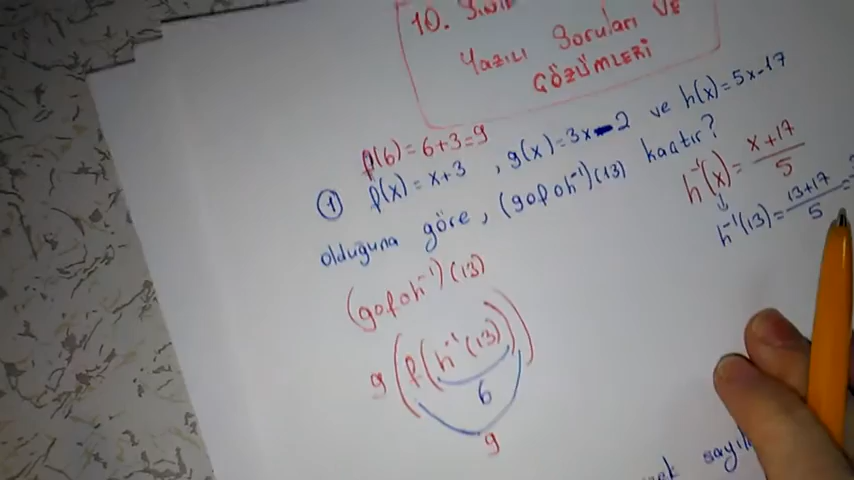 10. Sınıf
Yazılı Soruları VE
ÇÖZÜMLERİ
f(6)=6+3=9
① f(x)=x+3 , g(x)=3x-2 ve h(x)=5x-17
olduğuna göre, (gofoh⁻¹)(13) kaçtır?
h⁻¹(x)=x+17/5
h⁻¹(13)=13+17/5=
(gofoh⁻¹)(13)
g(f(h⁻¹(13)))
6
9